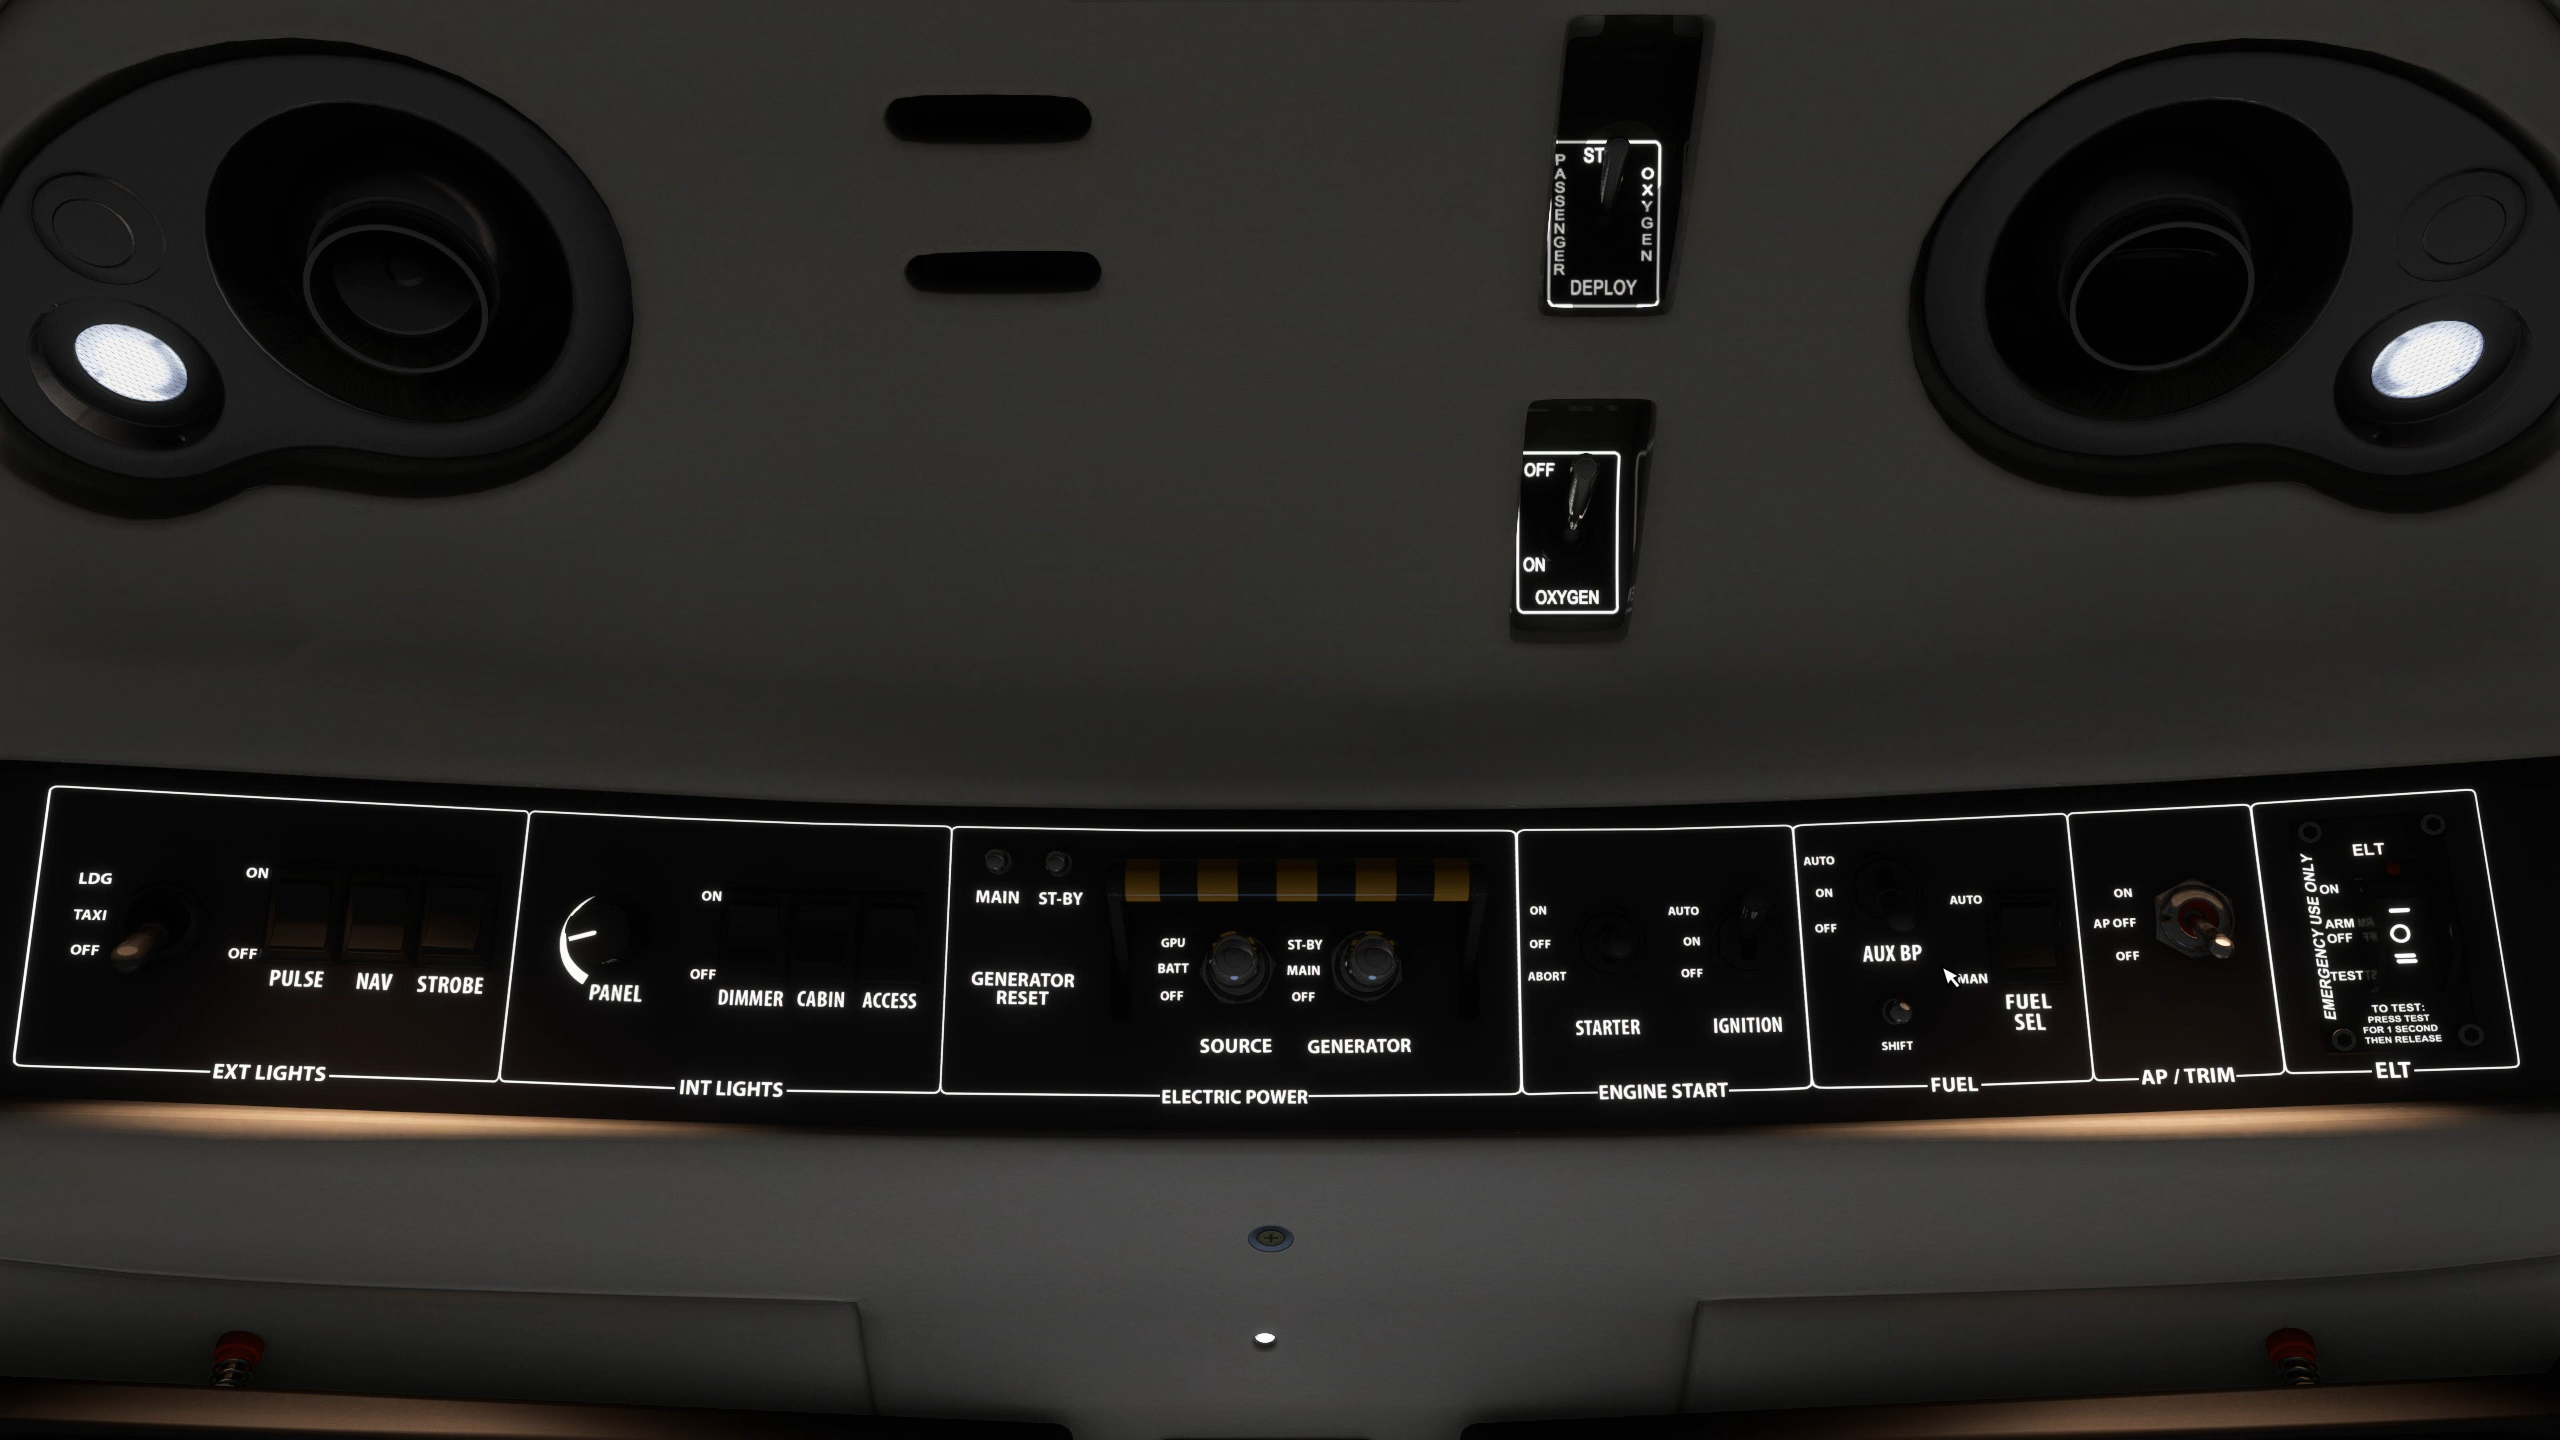 ST
PASSENGER
OXYGEN
DEPLOY
OFF
ON
OXYGEN
LDG
TAXI
OFF
ON
OFF
PULSE
NAV
STROBE
EXT LIGHTS
PANEL
ON
OFF
DIMMER
CABIN
ACCESS
INT LIGHTS
MAIN
ST-BY
GENERATOR
RESET
GPU
BATT
OFF
SOURCE
ST-BY
MAIN
OFF
GENERATOR
ELECTRIC POWER
ON
OFF
ABORT
STARTER
AUTO
ON
OFF
IGNITION
ENGINE START
AUTO
ON
OFF
AUX BP
SHIFT
AUTO
MAN
FUEL
SEL
FUEL
ON
AP OFF
OFF
AP / TRIM
EMERGENCY USE ONLY
ELT
ON
ARM
OFF
TEST
TO TEST:
PRESS TEST
FOR 1 SECOND
THEN RELEASE
ELT